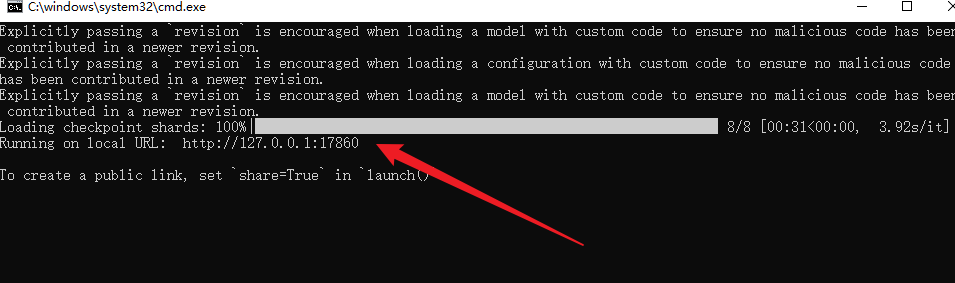 C:\windows\system32\cmd.exe
Explicitly passing a `revision` is encouraged when loading a model with custom code to ensure no malicious code has been
 contributed in a newer revision.
Explicitly passing a `revision` is encouraged when loading a configuration with custom code to ensure no malicious code
has been contributed in a newer revision.
Explicitly passing a `revision` is encouraged when loading a model with custom code to ensure no malicious code has been
 contributed in a newer revision.
Loading checkpoint shards: 100%| 8/8 [00:31<00:00,  3.92s/it]
Running on local URL:  http://127.0.0.1:17860
To create a public link, set `share=True` in `launch()